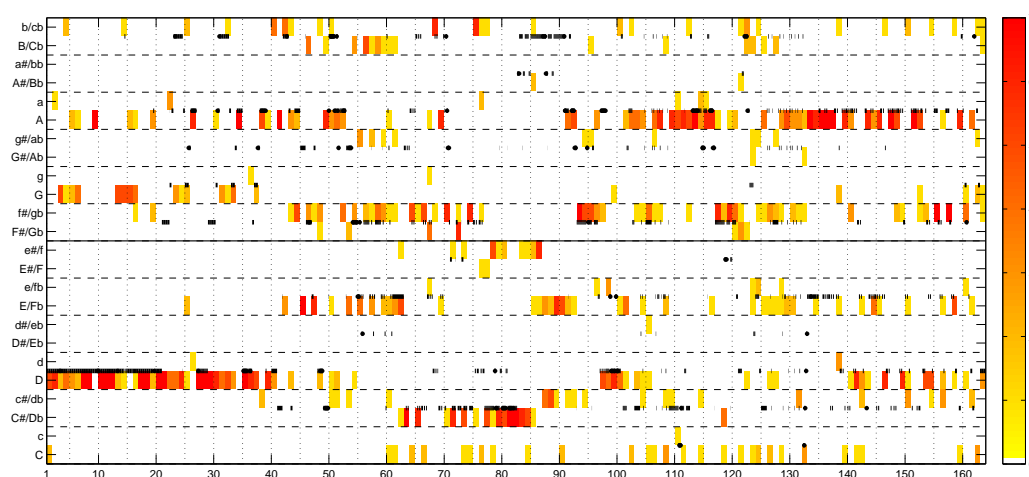 b/cb
B/Cb
a#/bb
A#/Bb
a
A
g#/ab
G#/Ab
g
G
f#/gb
F#/Gb
e#/f
E#/F
e/fb
E/Fb
d#/eb
D#/Eb
d
D
c#/db
C#/Db
c
C
1 10 20 30 40 50 60 70 80 90 100 110 120 130 140 150 160